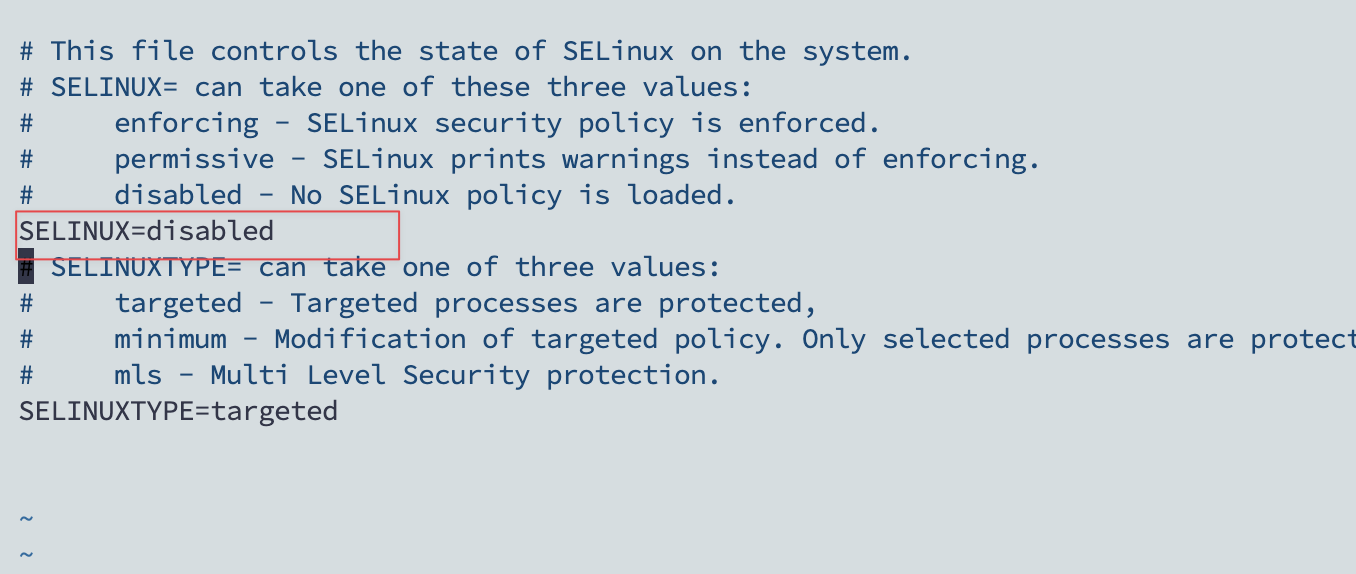 # This file controls the state of SELinux on the system.
# SELINUX= can take one of these three values:
#     enforcing - SELinux security policy is enforced.
#     permissive - SELinux prints warnings instead of enforcing.
#     disabled - No SELinux policy is loaded.
SELINUX=disabled
# SELINUXTYPE= can take one of three values:
#     targeted - Targeted processes are protected,
#     minimum - Modification of targeted policy. Only selected processes are protect
#     mls - Multi Level Security protection.
SELINUXTYPE=targeted
~
~